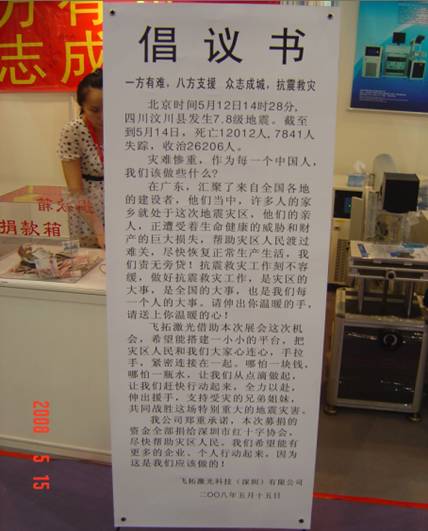 倡议书
一方有难，八方支援 众志成城，抗震救灾
北京时间5月12日14时28分，
四川汶川县发生7.8级地震。截至
到5月14日，死亡12012人，7841人
失踪，收治26206人。
灾难惨重，作为每一个中国人，
我们该做些什么？
在广东，汇聚了来自全国各地
的建设者，他们当中，许多人的家
乡就处于这次地震灾区，他们的亲
人，正遭受着生命健康的威胁和财
产的巨大损失，帮助灾区人民渡过
难关，尽快恢复正常生产生活，我
们责无旁贷！抗震救灾工作刻不容
缓，做好抗震救灾工作，是灾区的
大事，是全国的大事，也是我们每
一个人的大事。请伸出你温暖的手，
请送上你温暖的心！
飞拓激光借助本次展会这次机
会，希望能搭建一小小的平台，把
灾区人民和我们大家心连心，手拉
手，紧密连接在一起。哪怕一块钱，
哪怕一瓶水，让我们从点滴做起，
让我们赶快行动起来，全力以赴，
伸出援手，支持受灾的兄弟姐妹，
共同战胜这场特别重大的地震灾害。
我公司郑重承诺，本次募捐的
资金全部捐给深圳市红十字协会，
尽快帮助灾区人民。我们希望能有
更多的企业、个人行动起来，因为
这是我们应该做的！
飞拓激光科技（深圳）有限公司
二〇〇八年五月十五日
方有
志成
捐款箱
2008 5 15